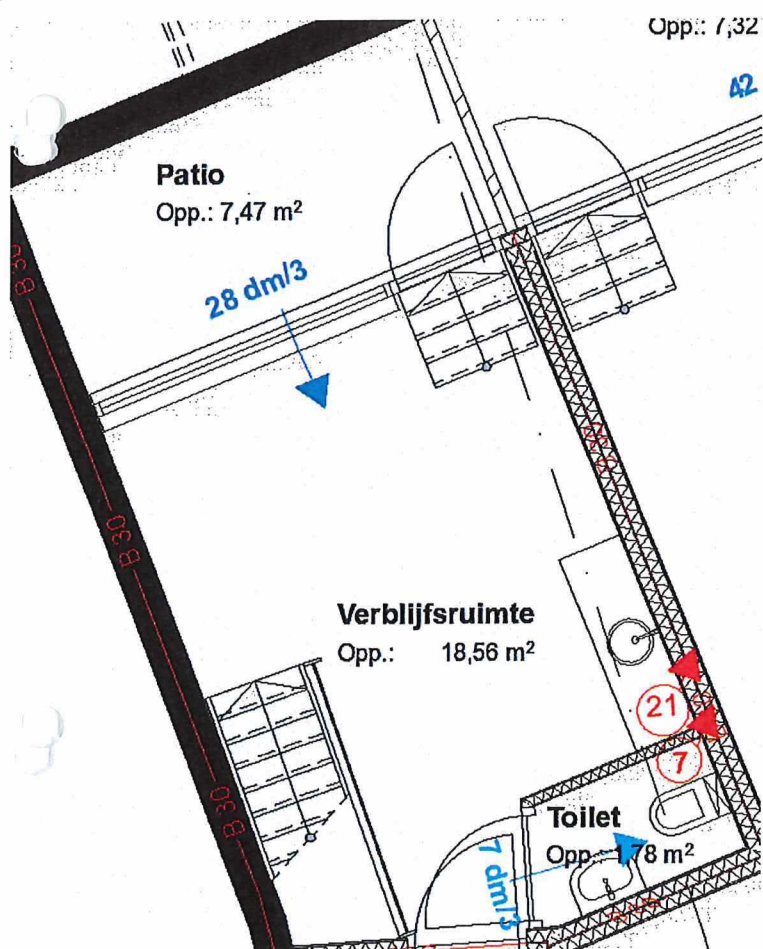 Opp.: 7,32
42
Patio
Opp.: 7,47 m²
B 30
28 dm/3
B 30
Verblijfsruimte
Opp.: 18,56 m²
21
7
B 30
Toilet
Opp.: 1,78 m²
7 dm/3